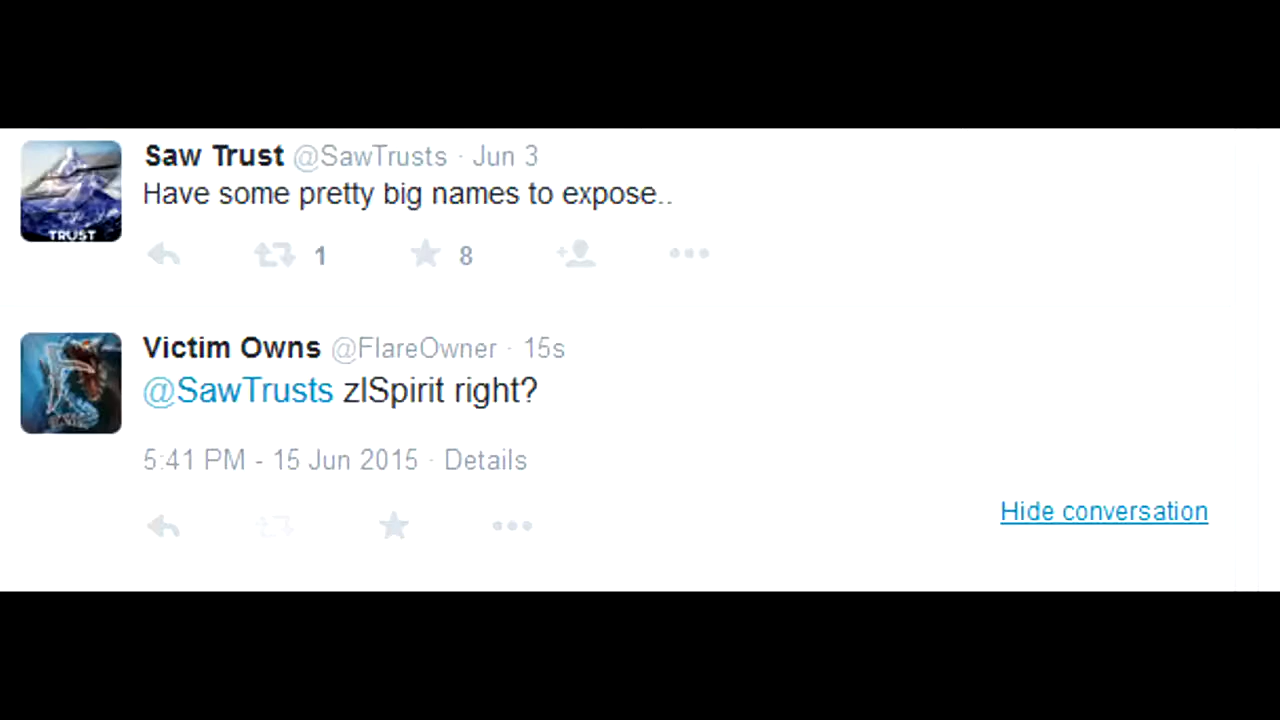 Saw Trust @SawTrusts · Jun 3
Have some pretty big names to expose..
TRUST
1 8
Victim Owns @FlareOwner · 15s
@SawTrusts zlSpirit right?
5:41 PM - 15 Jun 2015 · Details
Hide conversation